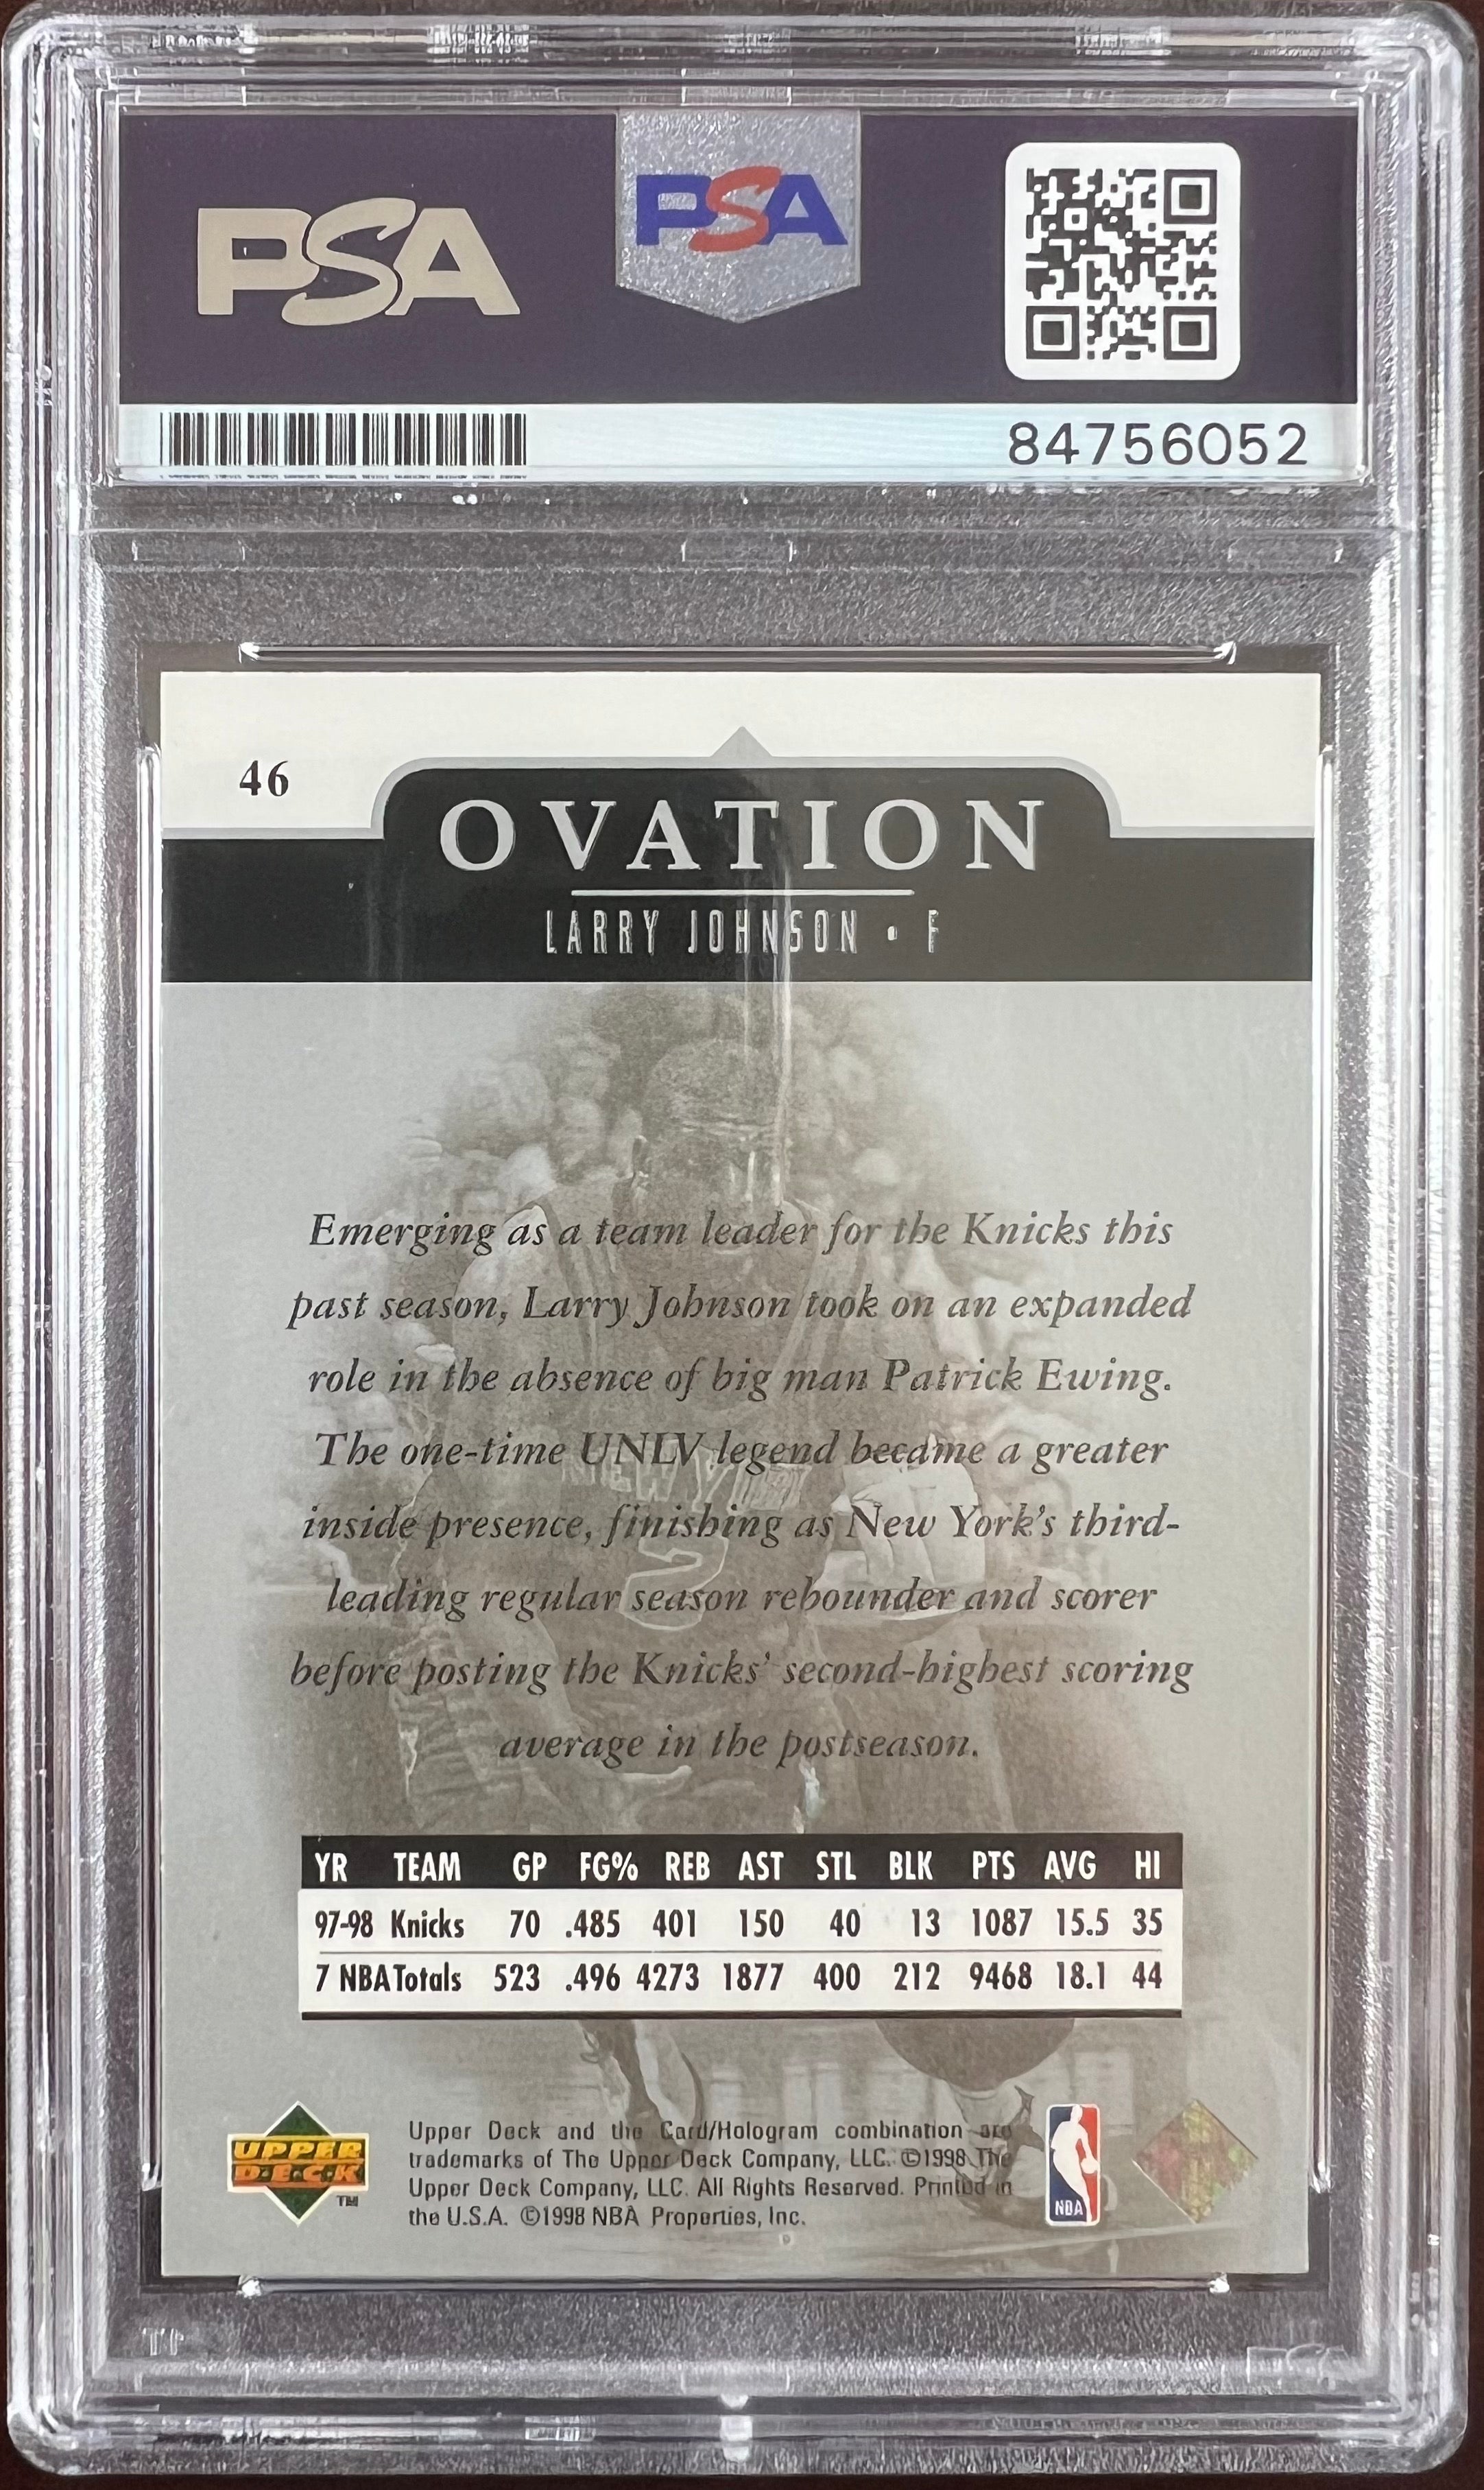 PSA
PSA
84756052
46
OVATION
LARRY JOHNSON • F
Emerging as a team leader for the Knicks this
past season, Larry Johnson took on an expanded
role in the absence of big man Patrick Ewing.
The one-time UNLV legend became a greater
inside presence, finishing as New York's third-
leading regular season rebounder and scorer
before posting the Knicks' second-highest scoring
average in the postseason.
NEW YORK
2
YR TEAM GP FG% REB AST STL BLK PTS AVG HI
97-98 Knicks 70 .485 401 150 40 13 1087 15.5 35
7 NBA Totals 523 .496 4273 1877 400 212 9468 18.1 44
UPPER
DECK
TM
Upper Deck and the Card/Hologram combination are
trademarks of The Upper Deck Company, LLC. ©1998 The
Upper Deck Company, LLC. All Rights Reserved. Printed in
the U.S.A. ©1998 NBA Properties, Inc.
NBA